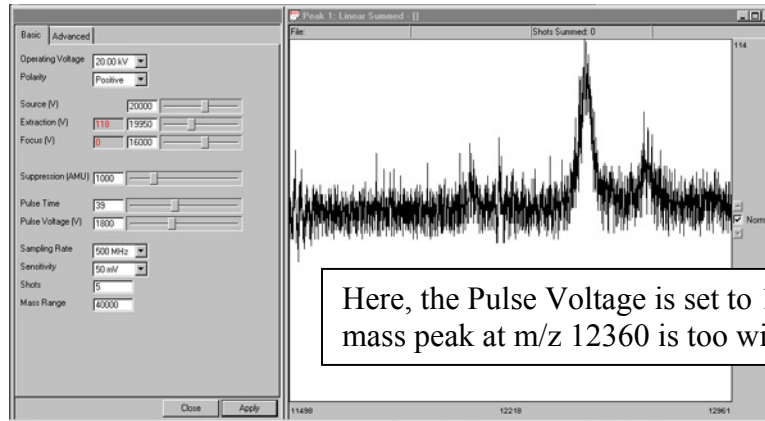 Basic Advanced
Operating Voltage 20.00 kV
Polarity Positive
Source (V) 20000
Extraction (V) 118 19950
Focus (V) 0 16000
Suppression (AMU) 1000
Pulse Time 39
Pulse Voltage (V) 1800
Sampling Rate 500 MHz
Sensitivity 50 mV
Shots 5
Mass Range 40000
Close Apply
Peak 1: Linear Summed - []
File: Shots Summed: 0
114
Norm
Here, the Pulse Voltage is set to 1
mass peak at m/z 12360 is too wi
11498 12218 12961